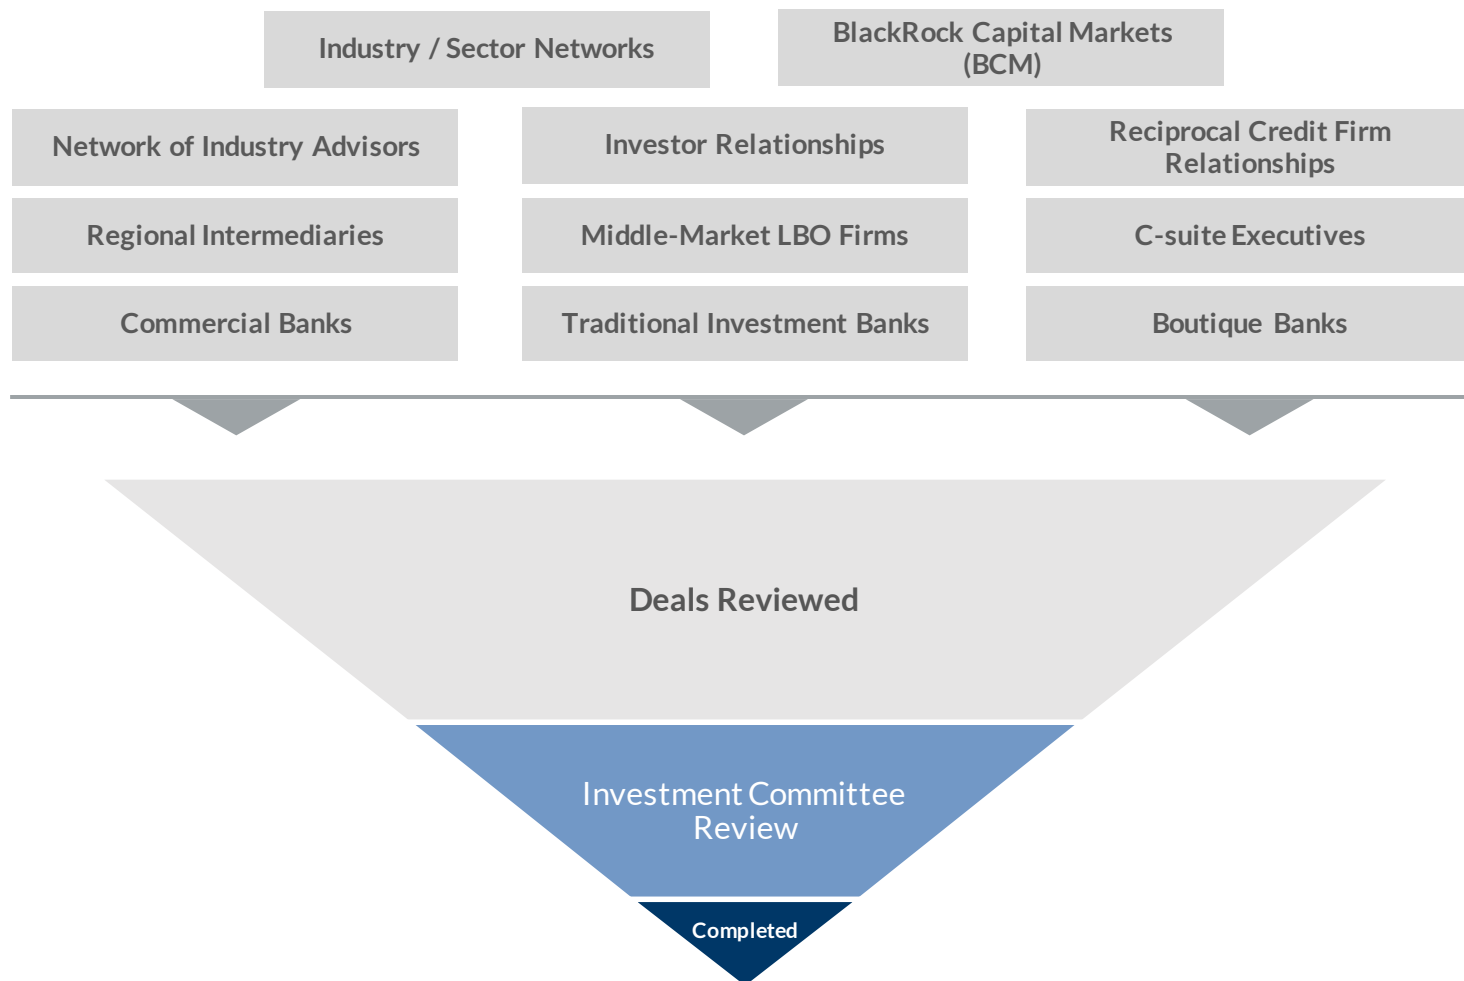 Industry / Sector Networks
BlackRock Capital Markets
(BCM)
Network of Industry Advisors
Investor Relationships
Reciprocal Credit Firm
Relationships
Regional Intermediaries
Middle-Market LBO Firms
C-suite Executives
Commercial Banks
Traditional Investment Banks
Boutique Banks
Deals Reviewed
Investment Committee
Review
Completed